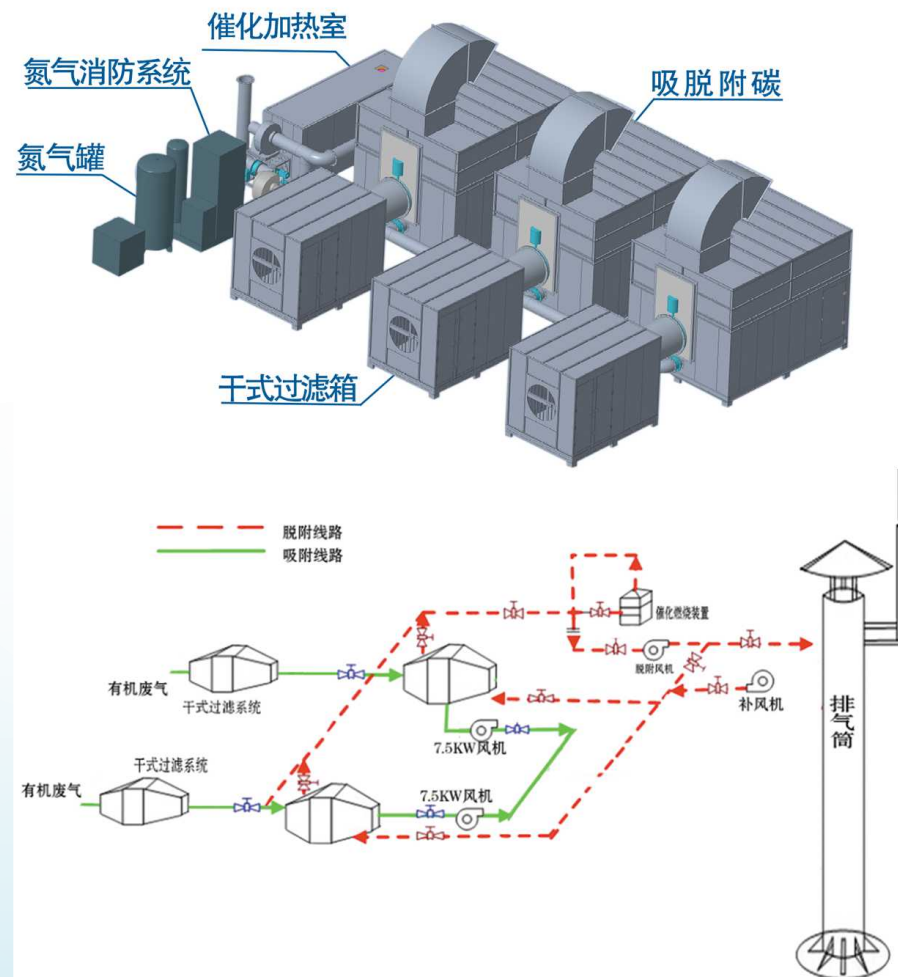 催化加热室
氮气消防系统
吸脱附碳
氮气罐
干式过滤箱
脱附线路
吸附线路
催化燃烧装置
脱附风机
有机废气
干式过滤系统
补风机
排气筒
7.5KW风机
干式过滤系统
有机废气
7.5KW风机